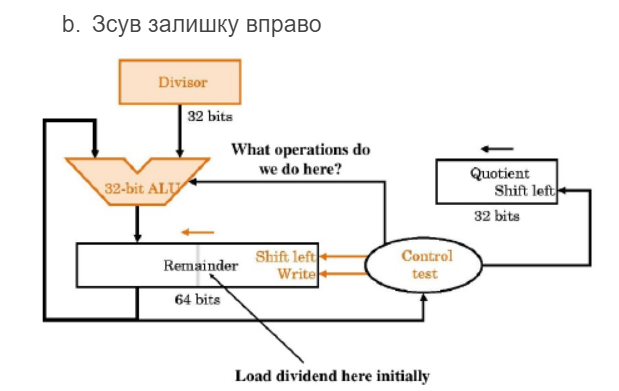 b. Зсув залишку вправо
Divisor
32 bits
What operations do
we do here?
32-bit ALU
Quotient
Shift left
32 bits
Remainder
Shift left
Write
Control
test
64 bits
Load dividend here initially